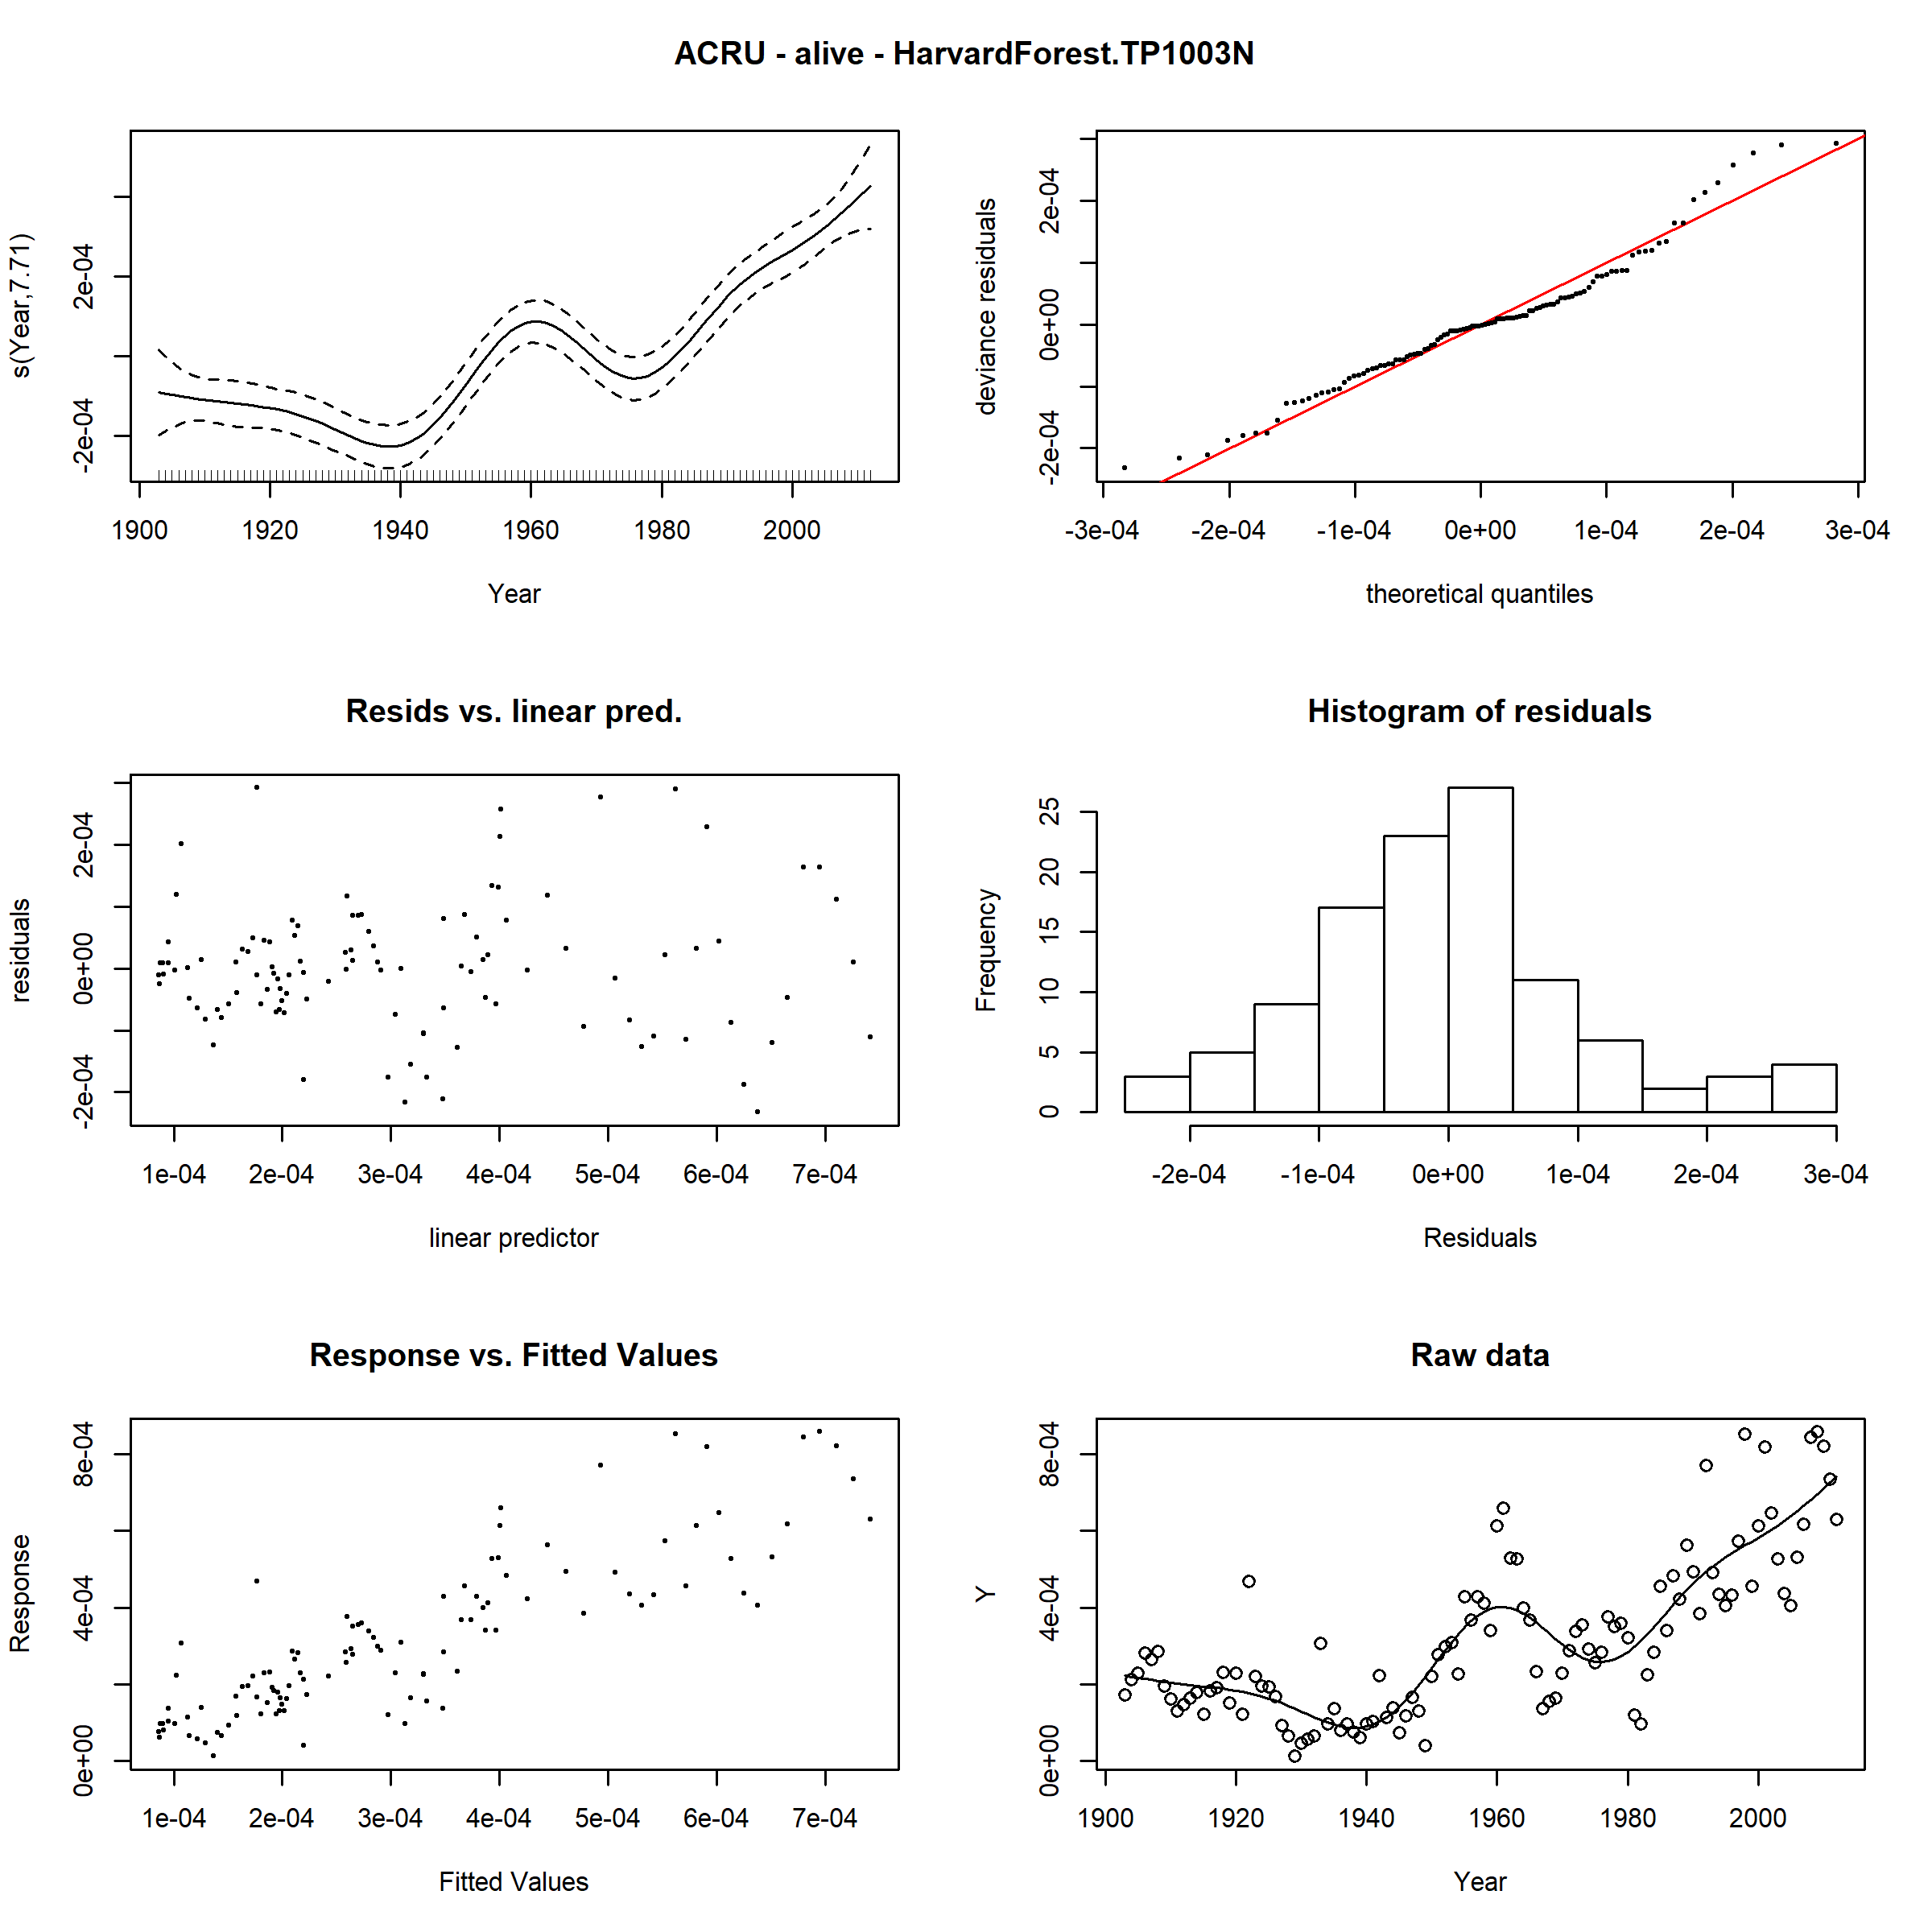 ACRU - alive - HarvardForest.TP1003N
s(Year,7.71)
-2e-04 2e-04
1900 1920 1940 1960 1980 2000
Year
deviance residuals
-2e-04 0e+00 2e-04
-3e-04 -2e-04 -1e-04 0e+00 1e-04 2e-04 3e-04
theoretical quantiles
Resids vs. linear pred.
residuals
-2e-04 0e+00 2e-04
1e-04 2e-04 3e-04 4e-04 5e-04 6e-04 7e-04
linear predictor
Histogram of residuals
Frequency
0 5 10 15 20 25
-2e-04 -1e-04 0e+00 1e-04 2e-04 3e-04
Residuals
Response vs. Fitted Values
Response
0e+00 4e-04 8e-04
1e-04 2e-04 3e-04 4e-04 5e-04 6e-04 7e-04
Fitted Values
Raw data
Y
0e+00 4e-04 8e-04
1900 1920 1940 1960 1980 2000
Year